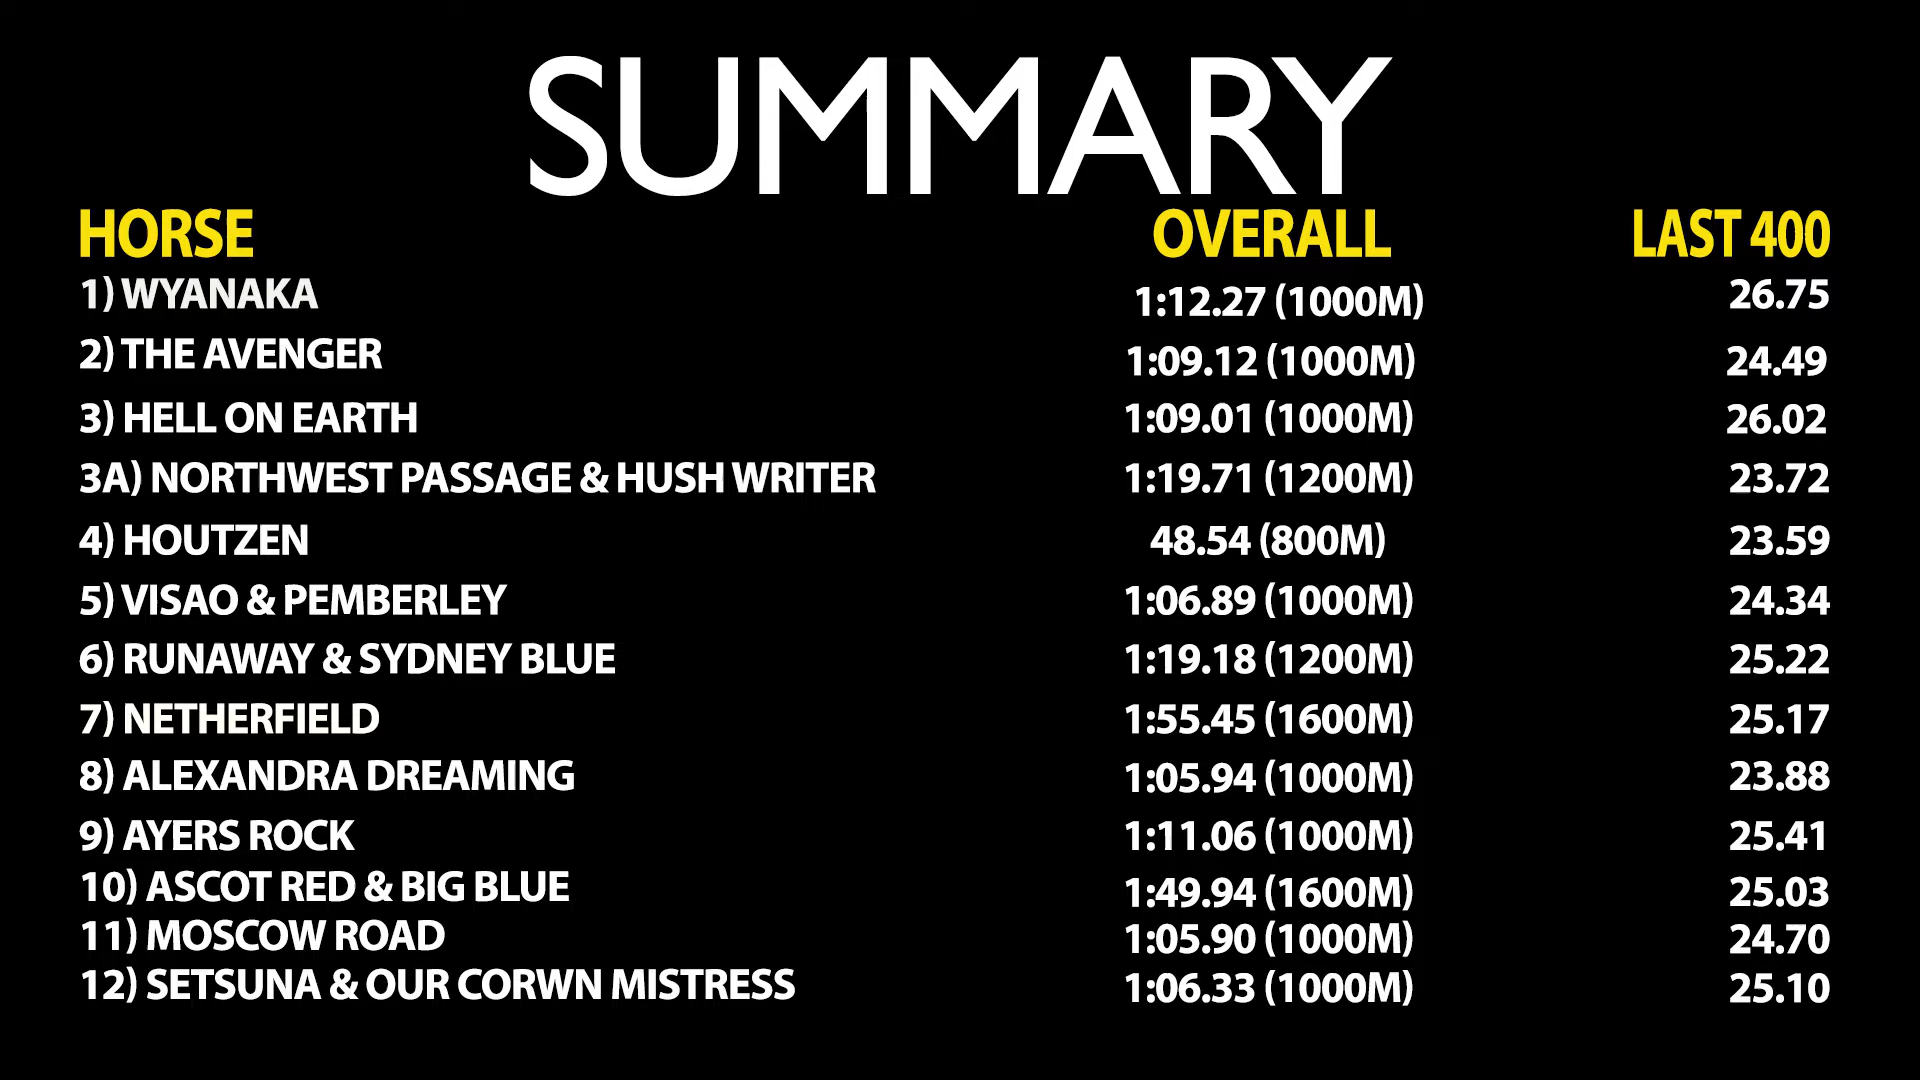 SUMMARY
HORSE OVERALL LAST 400
1) WYANAKA 1:12.27 (1000M) 26.75
2) THE AVENGER 1:09.12 (1000M) 24.49
3) HELL ON EARTH 1:09.01 (1000M) 26.02
3A) NORTHWEST PASSAGE & HUSH WRITER 1:19.71 (1200M) 23.72
4) HOUTZEN 48.54 (800M) 23.59
5) VISAO & PEMBERLEY 1:06.89 (1000M) 24.34
6) RUNAWAY & SYDNEY BLUE 1:19.18 (1200M) 25.22
7) NETHERFIELD 1:55.45 (1600M) 25.17
8) ALEXANDRA DREAMING 1:05.94 (1000M) 23.88
9) AYERS ROCK 1:11.06 (1000M) 25.41
10) ASCOT RED & BIG BLUE 1:49.94 (1600M) 25.03
11) MOSCOW ROAD 1:05.90 (1000M) 24.70
12) SETSUNA & OUR CORWN MISTRESS 1:06.33 (1000M) 25.10